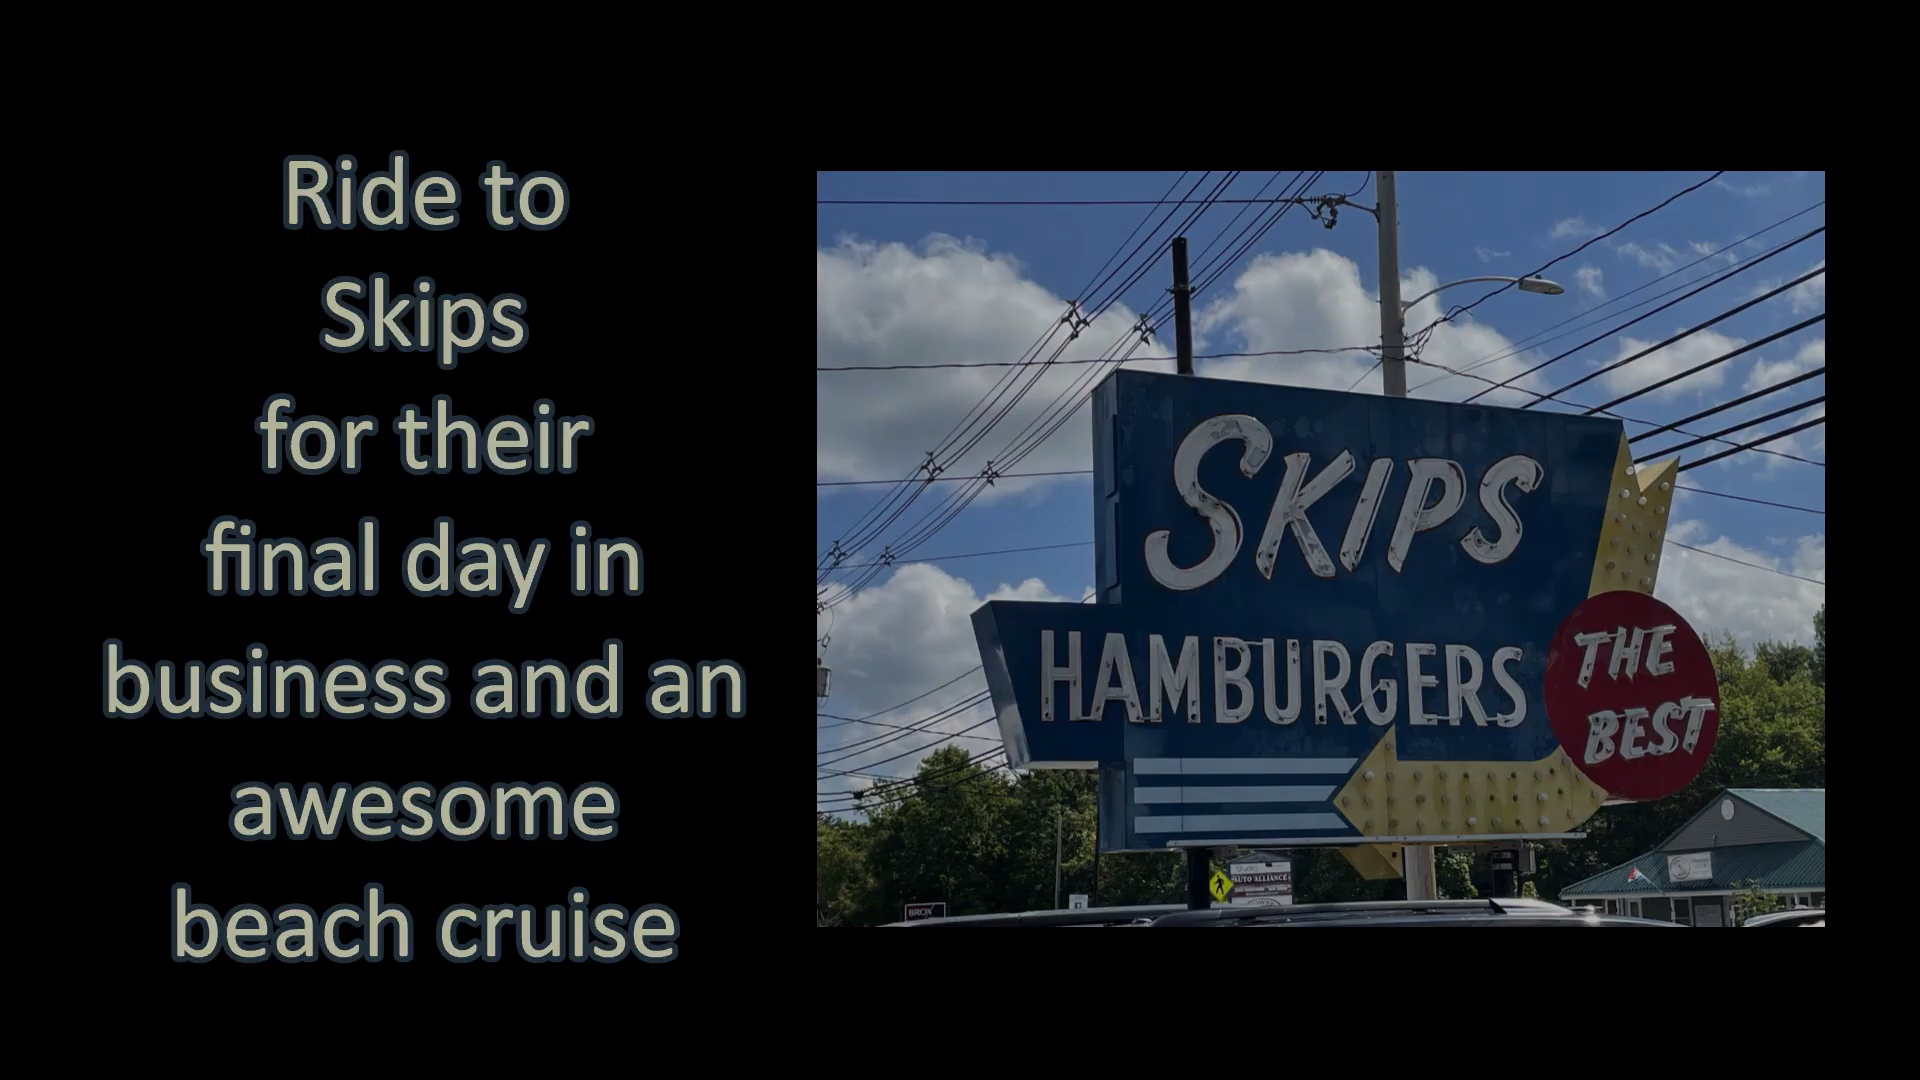 Ride to
Skips
for their
final day in
business and an
awesome
beach cruise
SKIPS
HAMBURGERS
THE
BEST
AUTO ALLIANCE
BROX